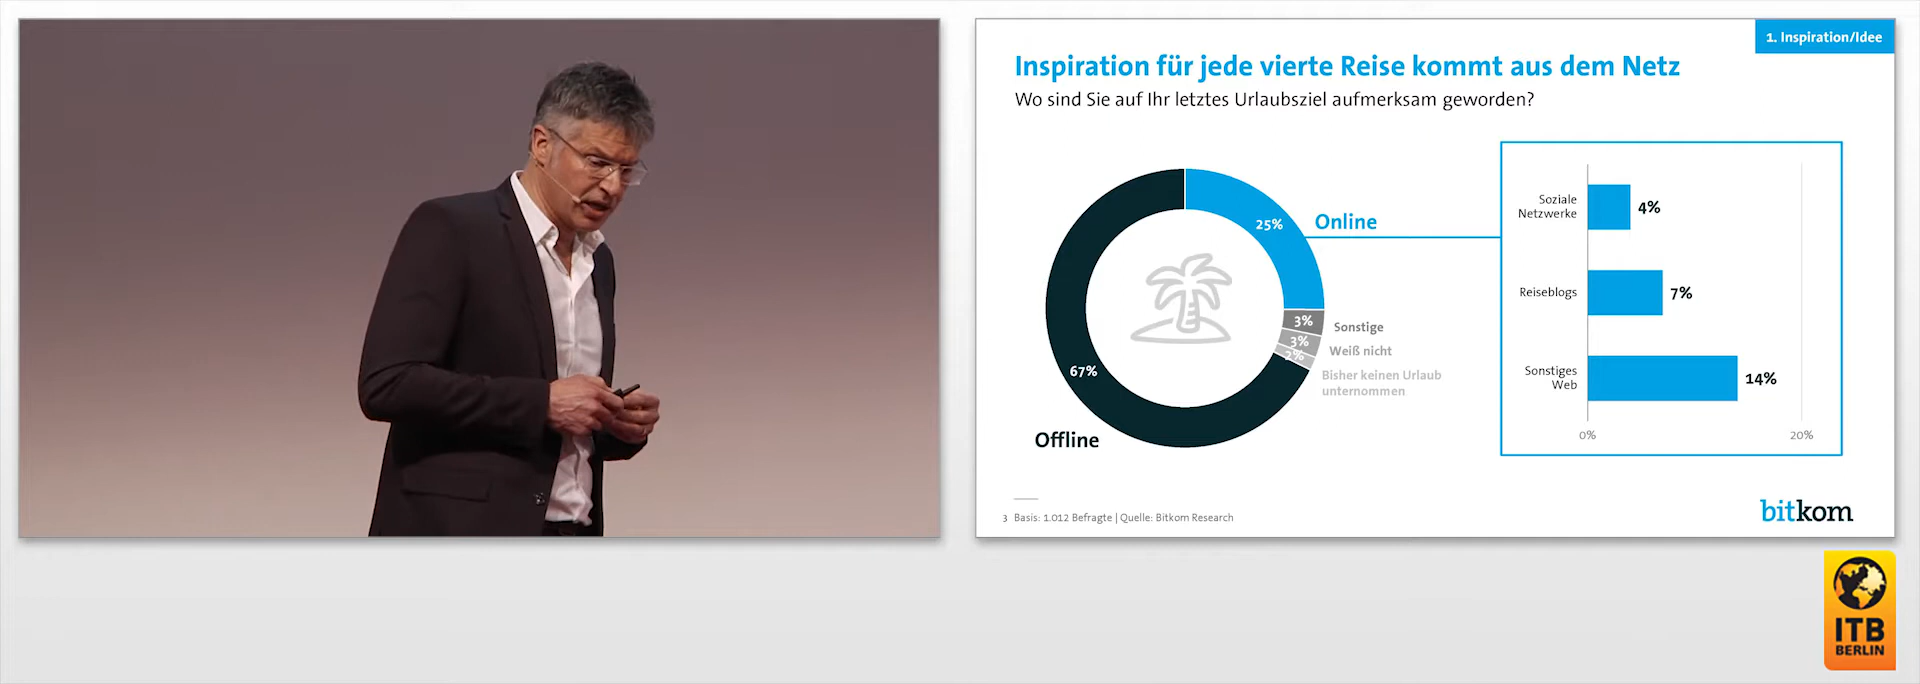 1. Inspiration/Idee
Inspiration für jede vierte Reise kommt aus dem Netz
Wo sind Sie auf Ihr letztes Urlaubsziel aufmerksam geworden?
25%
Online
3%
Sonstige
3%
Weiß nicht
2%
Bisher keinen Urlaub
unternommen
67%
Offline
Soziale
Netzwerke
4%
Reiseblogs
7%
Sonstiges
Web
14%
0%
20%
3 Basis: 1.012 Befragte | Quelle: Bitkom Research
bitkom
ITB
BERLIN